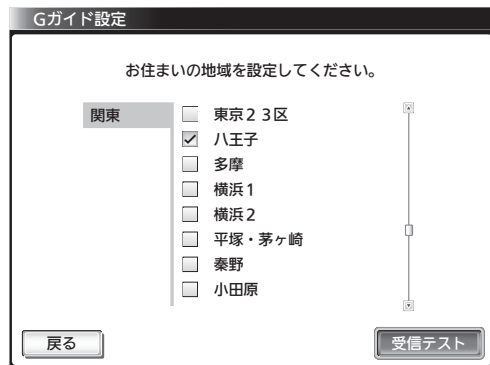 Gガイド設定
お住まいの地域を設定してください。
関東
東京23区
八王子
多摩
横浜1
横浜2
平塚・茅ヶ崎
秦野
小田原
戻る
受信テスト